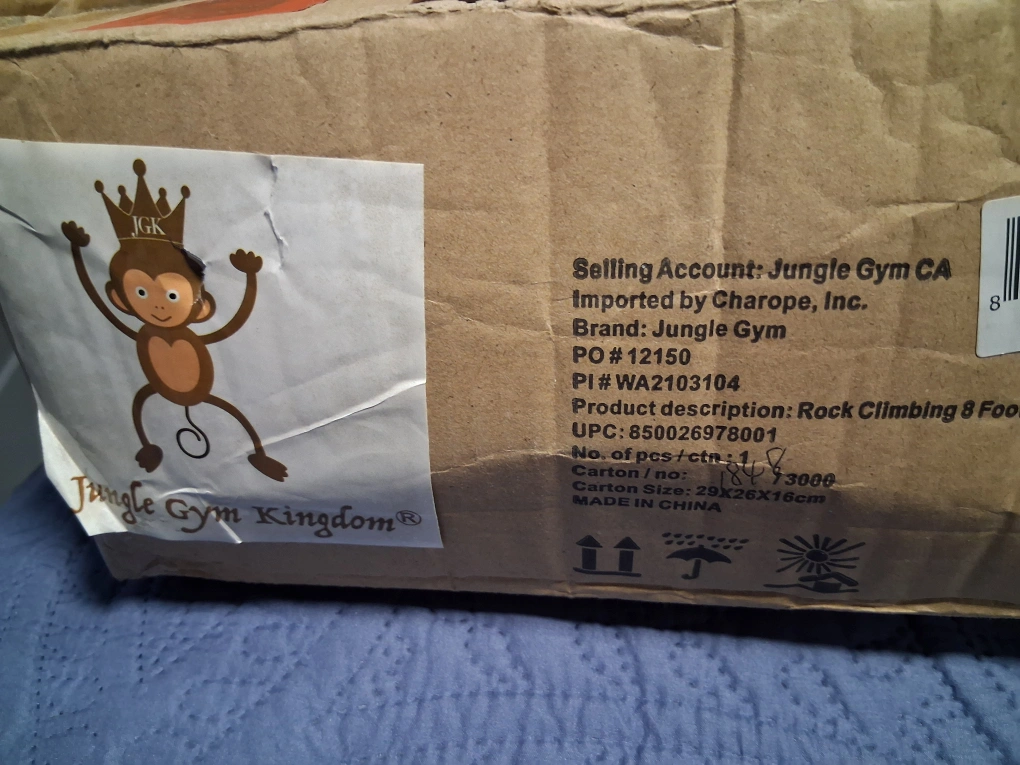 JGK
Jungle Gym Kingdom®
Selling Account: Jungle Gym CA
Imported by Charope, Inc.
Brand: Jungle Gym
PO # 12150
PI # WA2103104
Product description: Rock Climbing 8 Foo
UPC: 850026978001
No. of pcs / ctn : 1
Carton / no: 1848/3000
Carton Size: 29X26X16cm
MADE IN CHINA
8